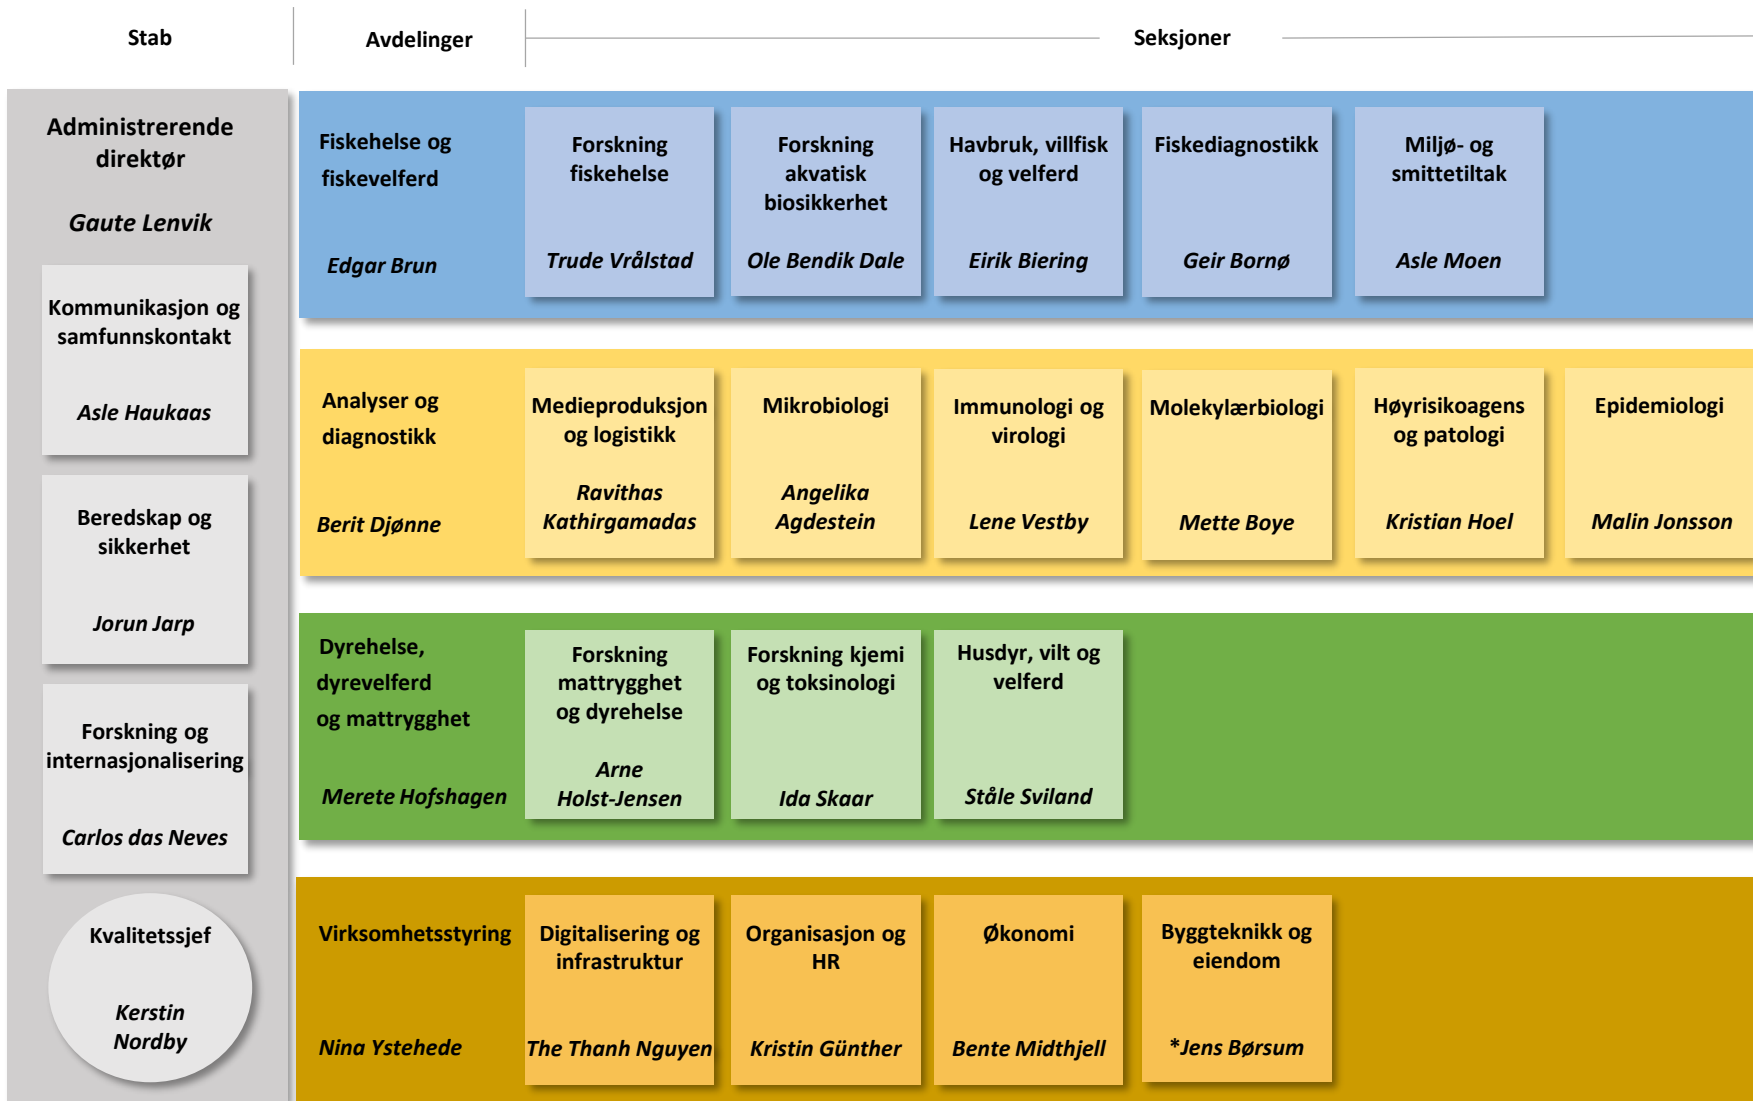 Stab
Avdelinger
Seksjoner
Administrerende
direktør
Gaute Lenvik
Kommunikasjon og
samfunnskontakt
Asle Haukaas
Beredskap og
sikkerhet
Jorun Jarp
Forskning og
internasjonalisering
Carlos das Neves
Kvalitetssjef
Kerstin
Nordby
Fiskehelse og
fiskevelferd
Edgar Brun
Forskning
fiskehelse
Trude Vrålstad
Forskning
akvatisk
biosikkerhet
Ole Bendik Dale
Havbruk, villfisk
og velferd
Eirik Biering
Fiskediagnostikk
Geir Bornø
Miljø- og
smittetiltak
Asle Moen
Analyser og
diagnostikk
Berit Djønne
Medieproduksjon
og logistikk
Ravithas
Kathirgamadas
Mikrobiologi
Angelika
Agdestein
Immunologi og
virologi
Lene Vestby
Molekylærbiologi
Mette Boye
Høyrisikoagens
og patologi
Kristian Hoel
Epidemiologi
Malin Jonsson
Dyrehelse,
dyrevelferd
og mattrygghet
Merete Hofshagen
Forskning
mattrygghet
og dyrehelse
Arne
Holst-Jensen
Forskning kjemi
og toksinologi
Ida Skaar
Husdyr, vilt og
velferd
Ståle Sviland
Virksomhetsstyring
Nina Ystehede
Digitalisering og
infrastruktur
The Thanh Nguyen
Organisasjon og
HR
Kristin Günther
Økonomi
Bente Midthjell
Byggteknikk og
eiendom
*Jens Børsum